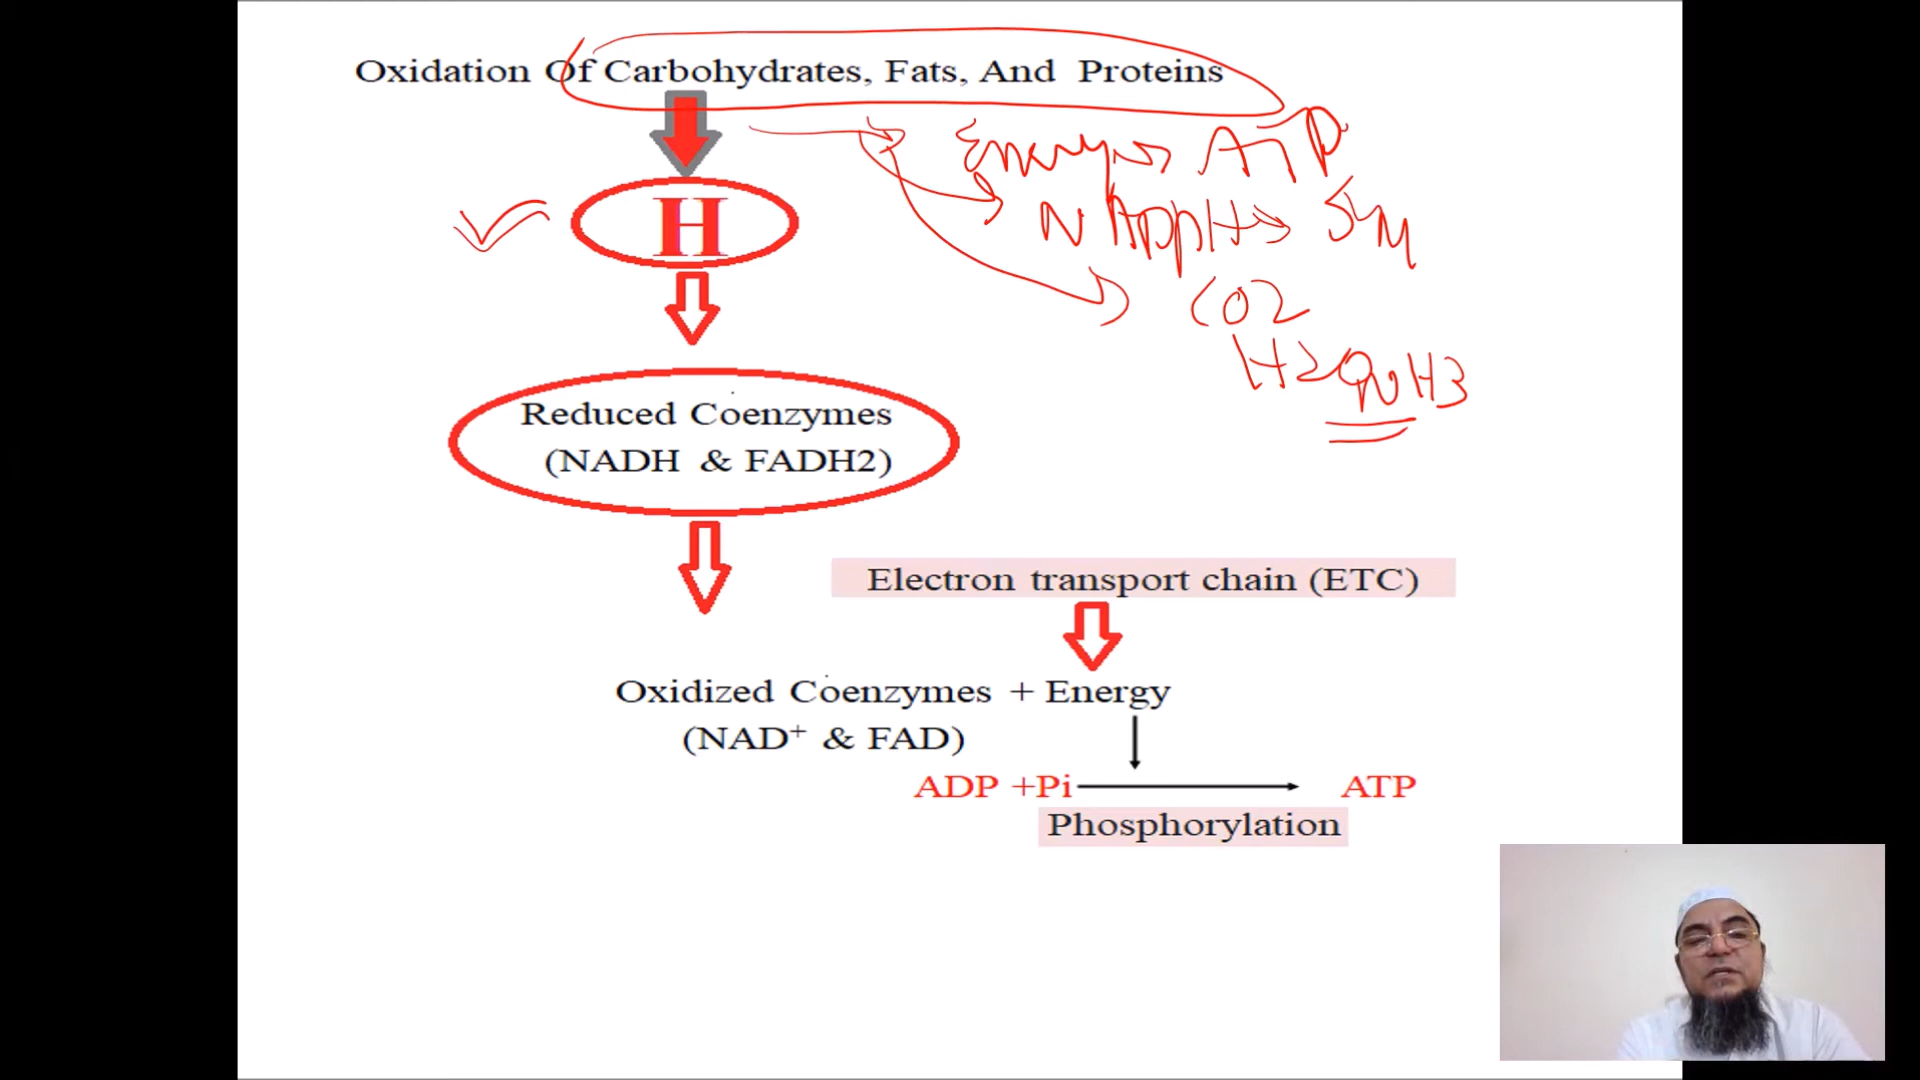 Oxidation Of Carbohydrates, Fats, And Proteins
Energy → ATP
H
NADPH → Syn
CO2
H2O NH3
Reduced Coenzymes
(NADH & FADH2)
Electron transport chain (ETC)
Oxidized Coenzymes + Energy
(NAD⁺ & FAD)
ADP +Pi → ATP
Phosphorylation